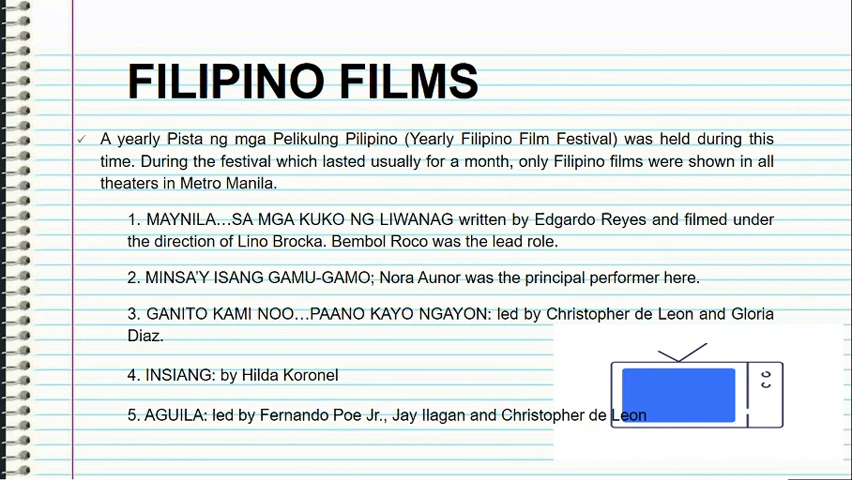 FILIPINO FILMS
✓ A yearly Pista ng mga Pelikulng Pilipino (Yearly Filipino Film Festival) was held during this
time. During the festival which lasted usually for a month, only Filipino films were shown in all
theaters in Metro Manila.
1. MAYNILA…SA MGA KUKO NG LIWANAG written by Edgardo Reyes and filmed under
the direction of Lino Brocka. Bembol Roco was the lead role.
2. MINSA'Y ISANG GAMU-GAMO; Nora Aunor was the principal performer here.
3. GANITO KAMI NOO…PAANO KAYO NGAYON: led by Christopher de Leon and Gloria
Diaz.
4. INSIANG: by Hilda Koronel
5. AGUILA: led by Fernando Poe Jr., Jay Ilagan and Christopher de Leon